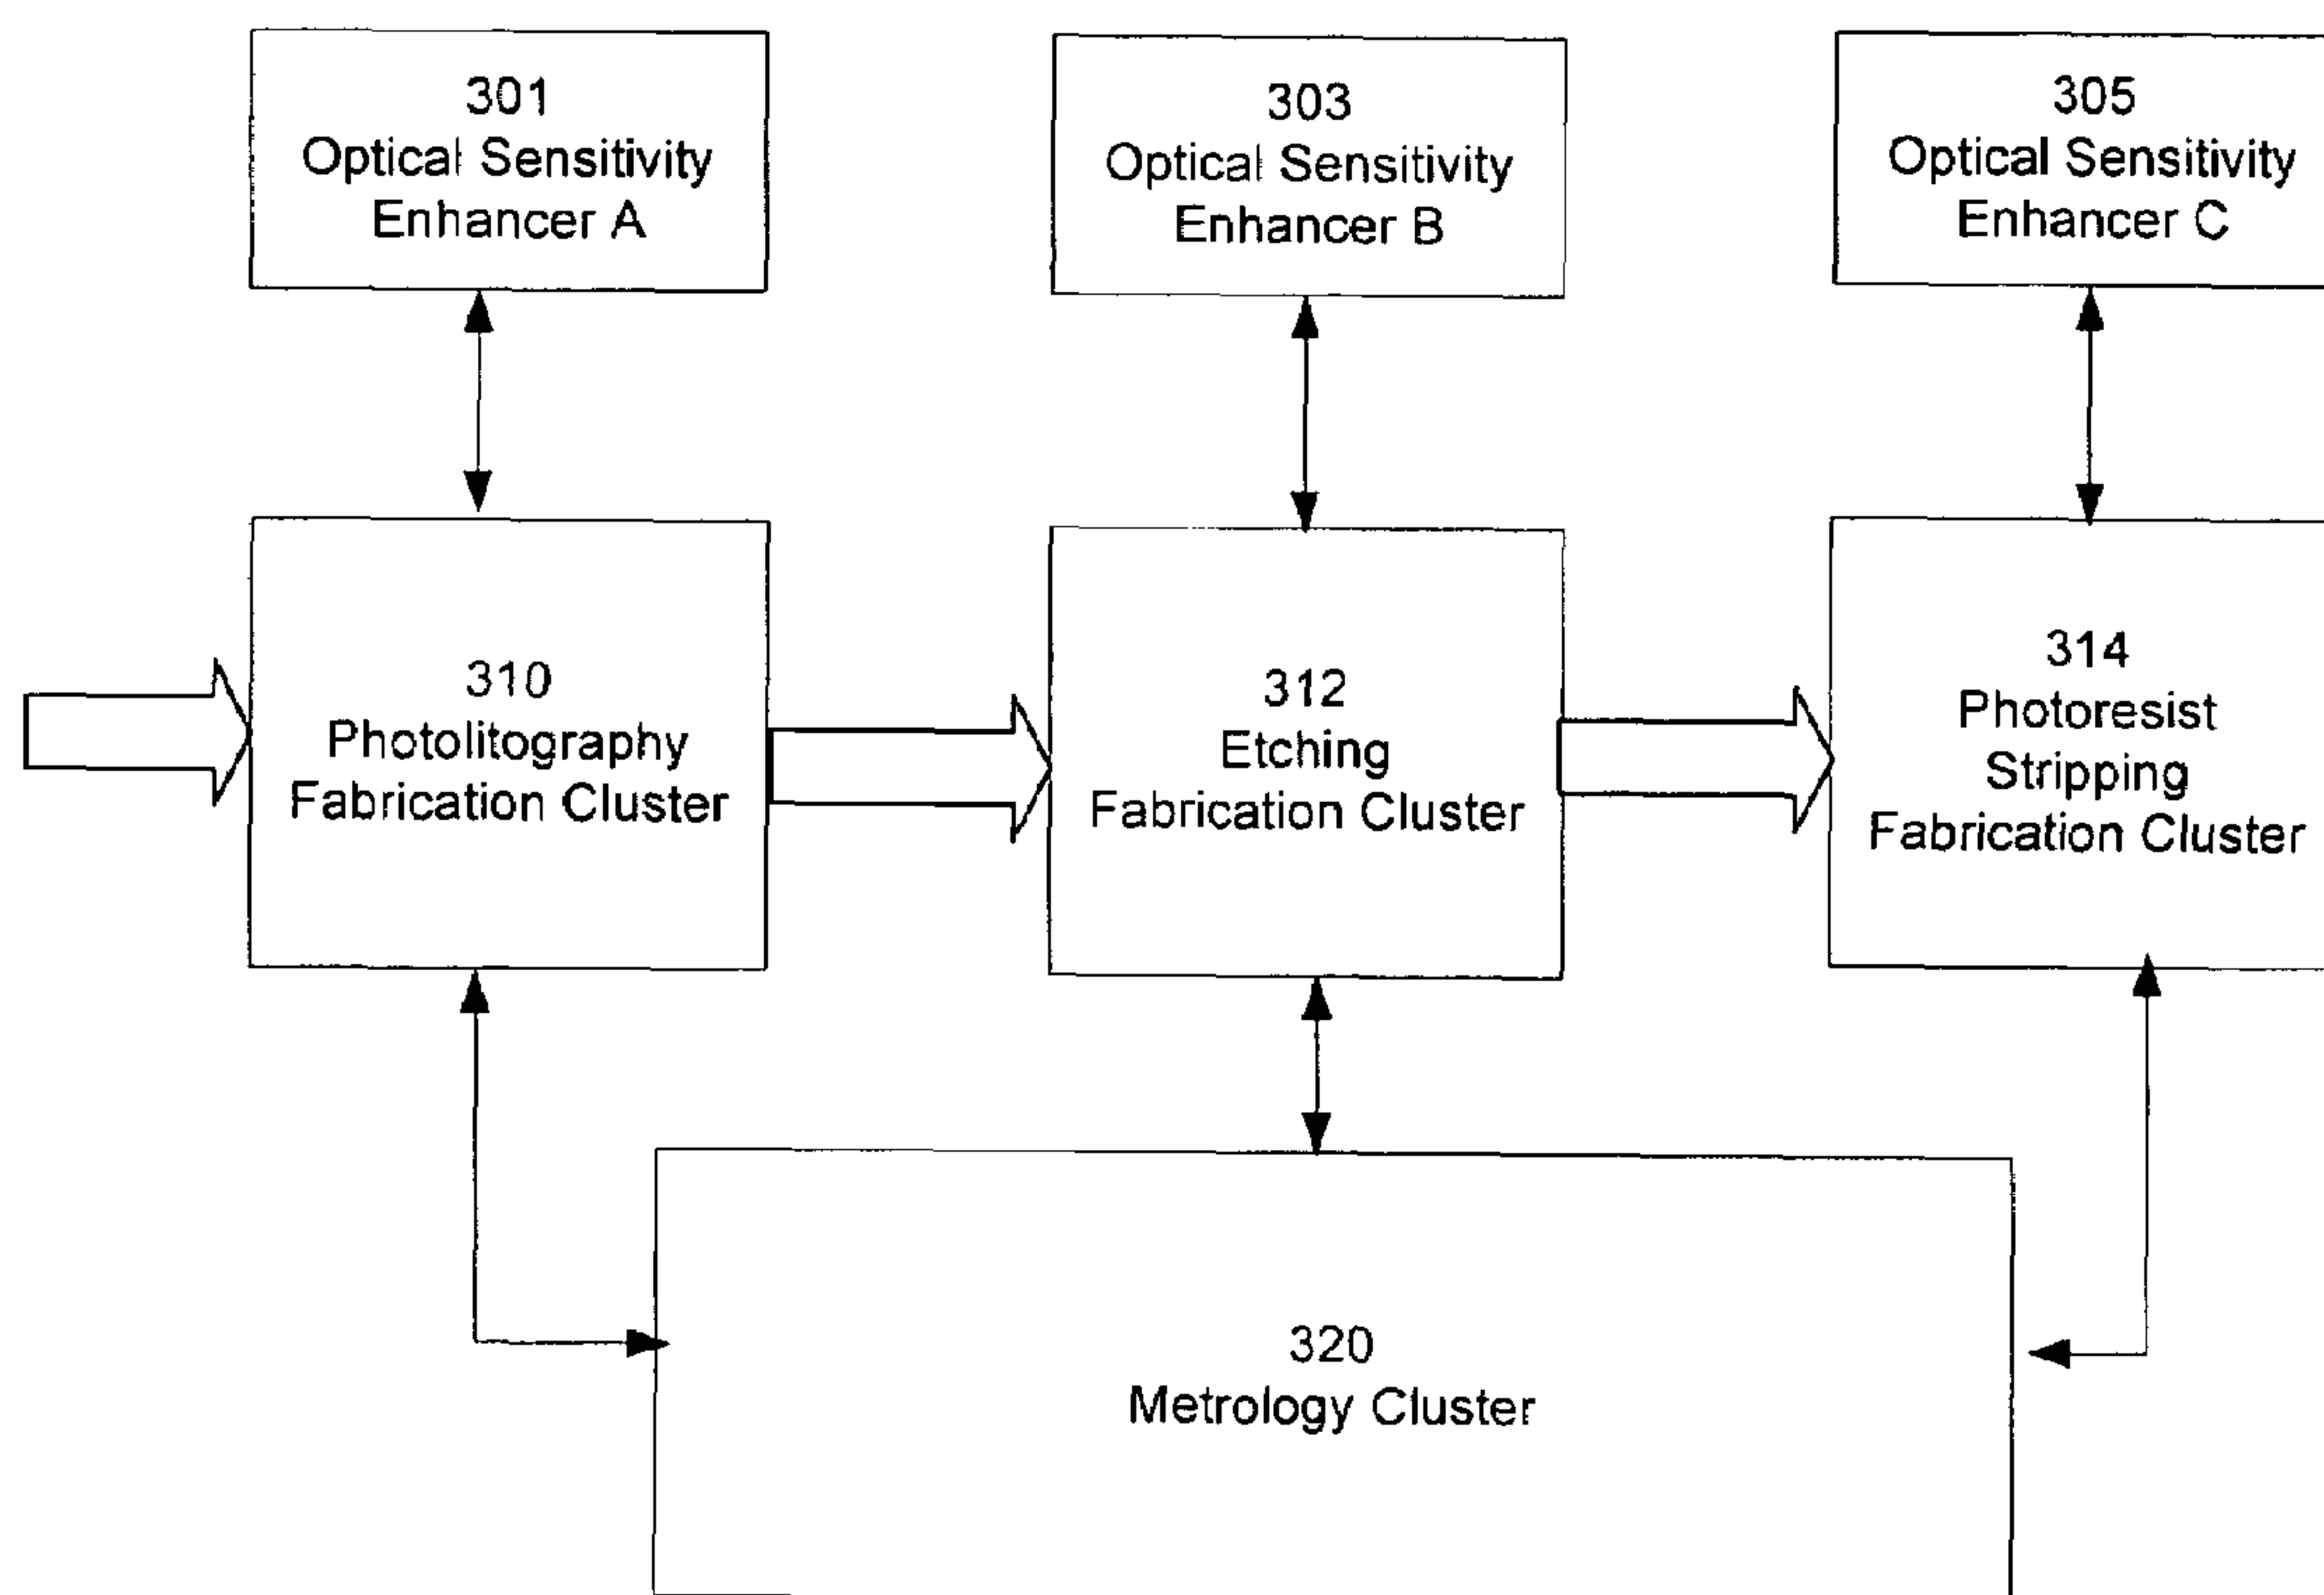 301
Optical Sensitivity
Enhancer A
303
Optical Sensitivity
Enhancer B
305
Optical Sensitivity
Enhancer C
310
Photolitography
Fabrication Cluster
312
Etching
Fabrication Cluster
314
Photoresist
Stripping
Fabrication Cluster
320
Metrology Cluster